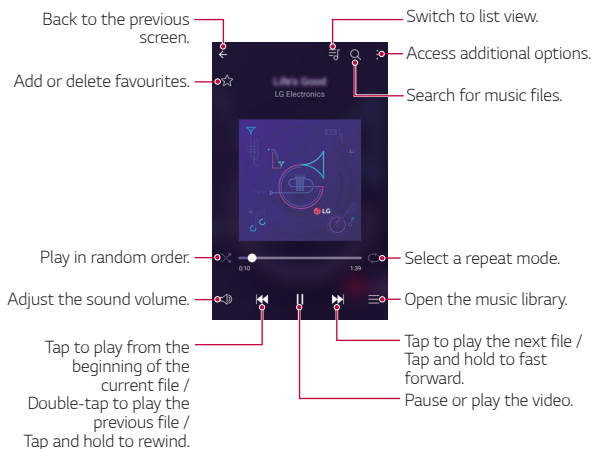 Back to the previous
screen.
Switch to list view.
Access additional options.
Add or delete favourites.
Search for music files.
Life's Good
LG Electronics
LG
Play in random order.
Select a repeat mode.
0:10
1:39
Adjust the sound volume.
Open the music library.
Tap to play from the
beginning of the
current file /
Double-tap to play the
previous file /
Tap and hold to rewind.
Tap to play the next file /
Tap and hold to fast
forward.
Pause or play the video.